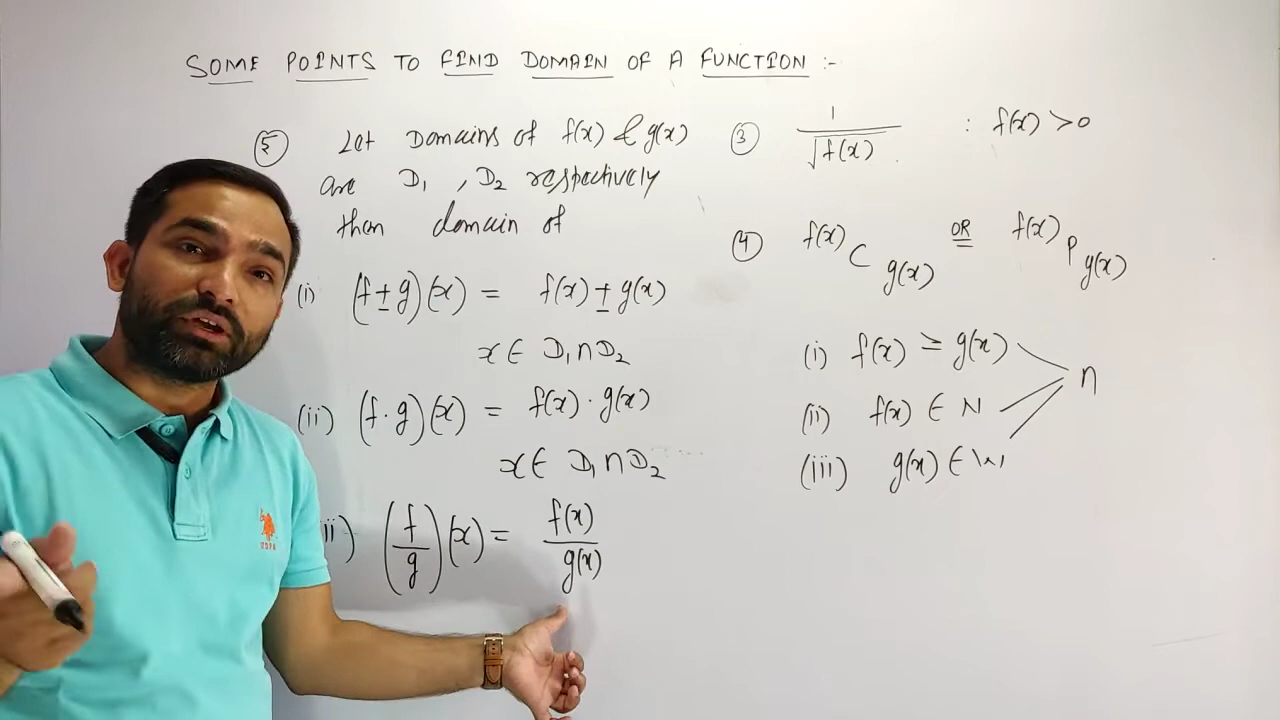 SOME POINTS TO FIND DOMAIN OF A FUNCTION :-
⑤ Let Domains of f(x) & g(x)
are D₁ , D₂ respectively
then domain of
(i) (f±g)(x) = f(x)±g(x)
x∈ D₁∩D₂
(ii) (f·g)(x) = f(x)·g(x)
x∈ D₁∩D₂
ii) (f/g)(x) = f(x)/g(x)
③ 1/√f(x) : f(x) >0
④ f(x) C g(x) OR f(x) P g(x)
(i) f(x) ≥ g(x)
∩
(ii) f(x) ∈ N
(iii) g(x) ∈ W